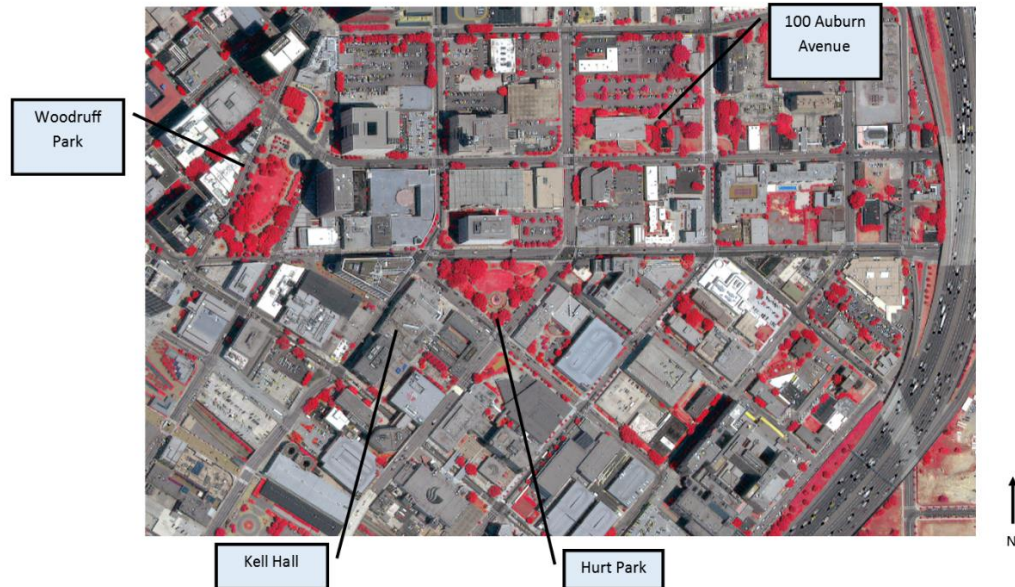 100 Auburn
Avenue
Woodruff
Park
N
Kell Hall
Hurt Park